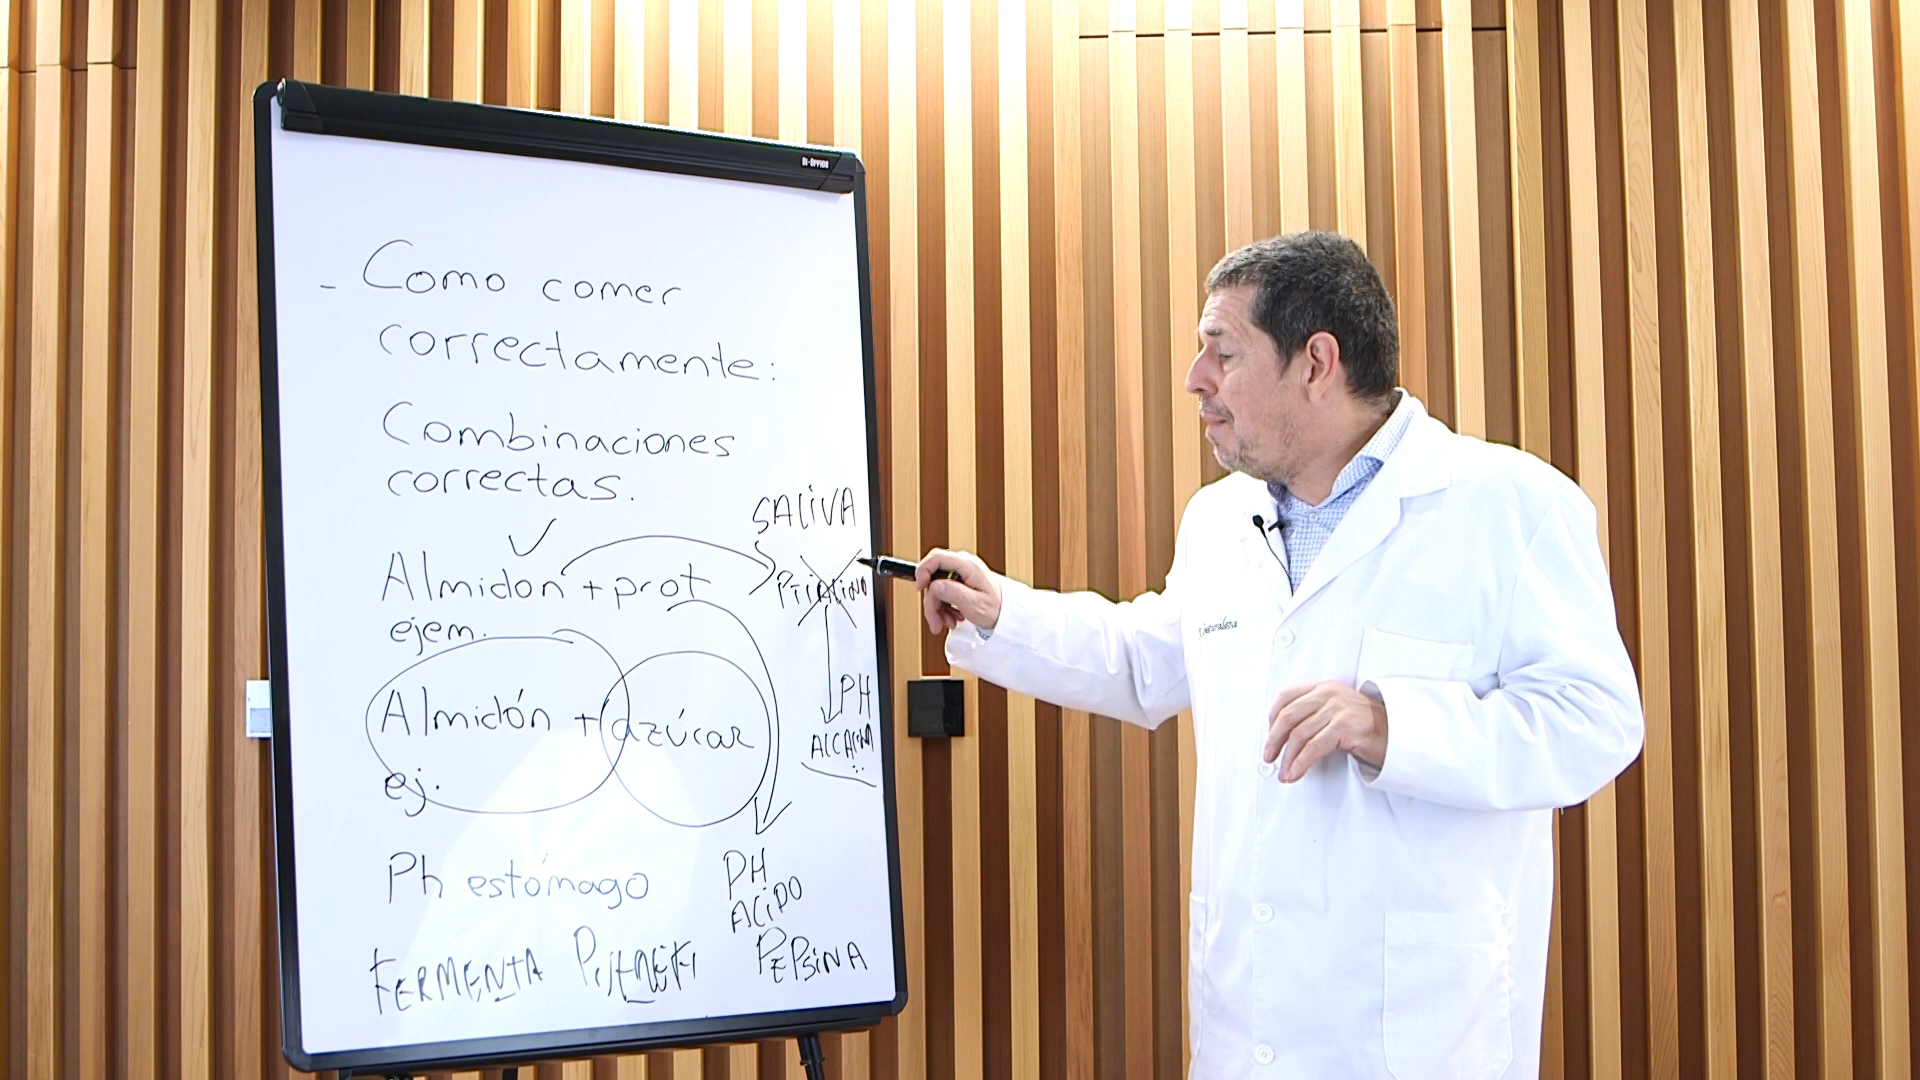 - Como comer
correctamente:
Combinaciones
correctas.
SALIVA
Almidon + prot
PTIALINA
ejem.
Almidón + azúcar
PH
ALCALINA
ej.
Ph estómago
PH
ACIDO
FERMENTA
PEPSINA